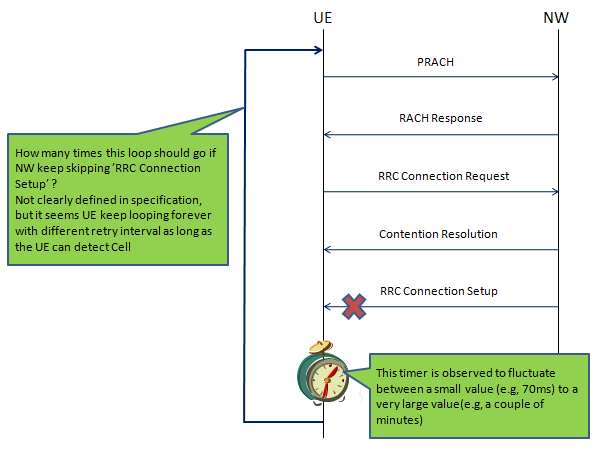 UE
NW
PRACH
RACH Response
How many times this loop should go if
NW keep skipping ‘RRC Connection
Setup’ ?
Not clearly defined in specification,
but it seems UE keep looping forever
with different retry interval as long as
the UE can detect Cell
RRC Connection Request
Contention Resolution
RRC Connection Setup
This timer is observed to fluctuate
between a small value (e.g, 70ms) to a
very large value(e.g, a couple of
minutes)